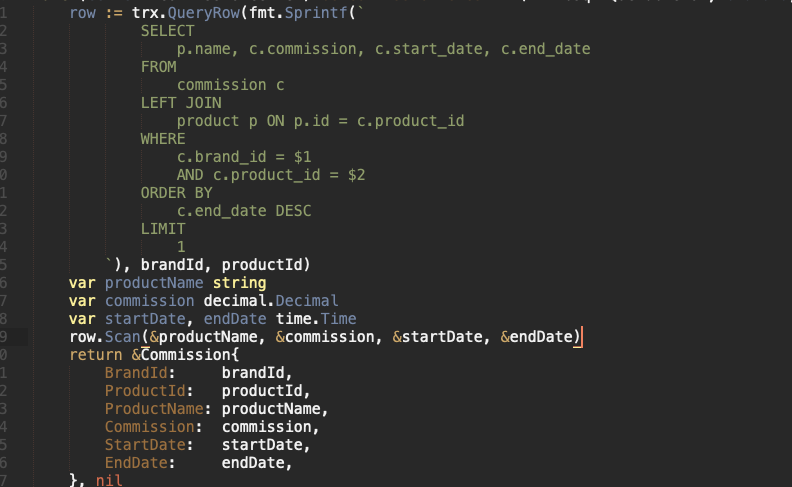 1 row := trx.QueryRow(fmt.Sprintf(`
2 SELECT
3 p.name, c.commission, c.start_date, c.end_date
4 FROM
5 commission c
6 LEFT JOIN
7 product p ON p.id = c.product_id
8 WHERE
9 c.brand_id = $1
0 AND c.product_id = $2
1 ORDER BY
2 c.end_date DESC
3 LIMIT
4 1
5 `), brandId, productId)
6 var productName string
7 var commission decimal.Decimal
8 var startDate, endDate time.Time
9 row.Scan(&productName, &commission, &startDate, &endDate)
0 return &Commission{
1 BrandId: brandId,
2 ProductId: productId,
3 ProductName: productName,
4 Commission: commission,
5 StartDate: startDate,
6 EndDate: endDate,
7 }, nil